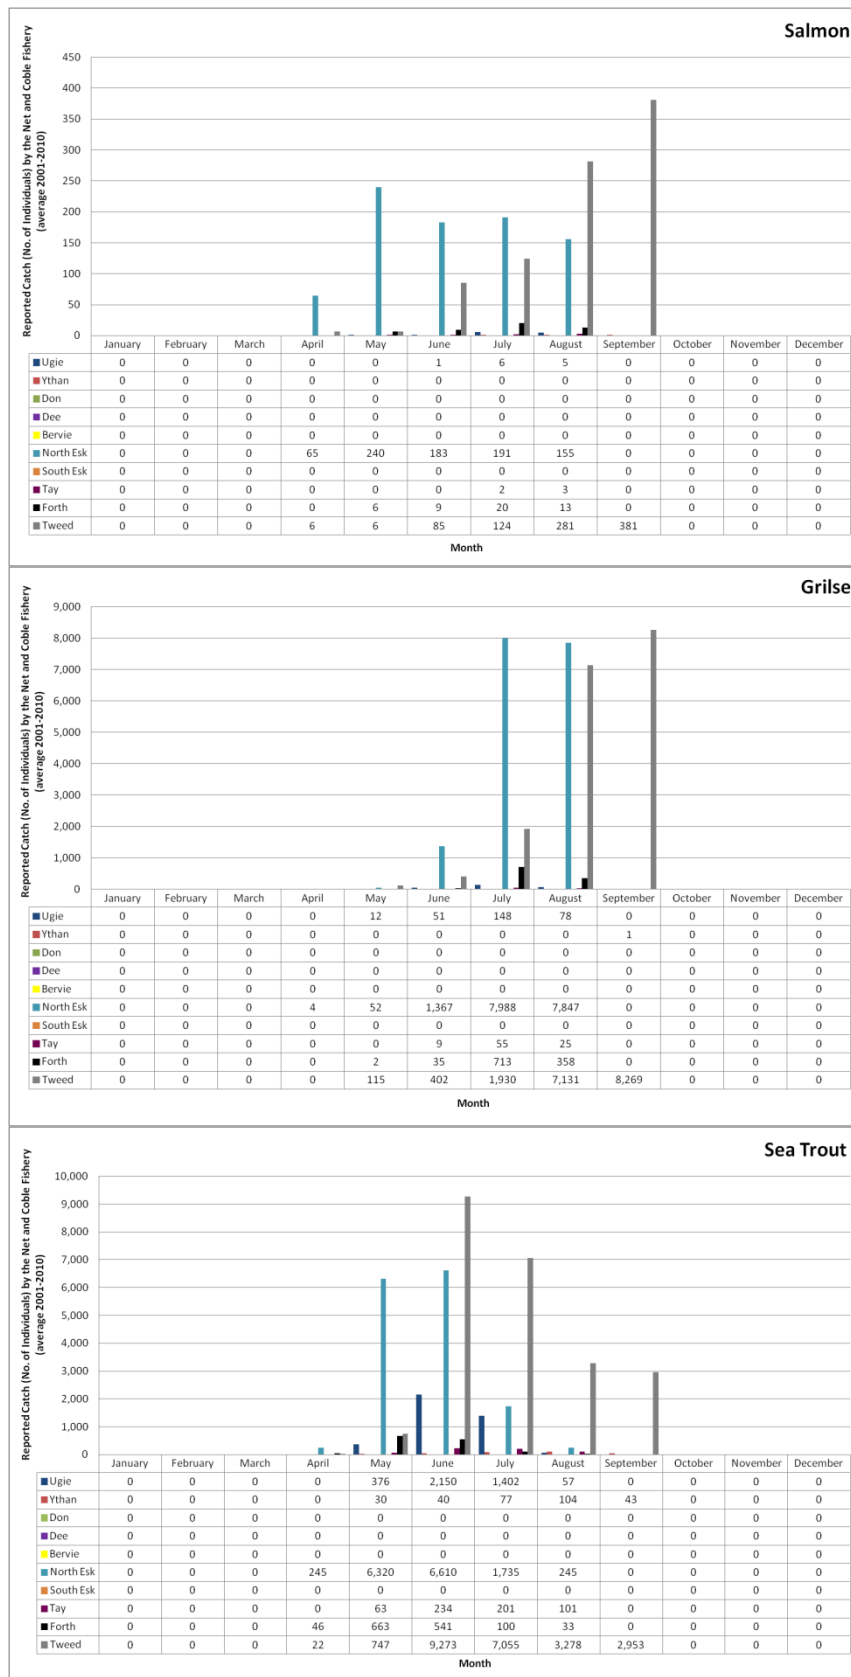 Salmon
Reported Catch (No. of Individuals) by the Net and Coble Fishery
(average 2001-2010)
450
400
350
300
250
200
150
100
50
0
January February March April May June July August September October November December
Ugie 0 0 0 0 0 1 6 5 0 0 0 0
Ythan 0 0 0 0 0 0 0 0 0 0 0 0
Don 0 0 0 0 0 0 0 0 0 0 0 0
Dee 0 0 0 0 0 0 0 0 0 0 0 0
Bervie 0 0 0 0 0 0 0 0 0 0 0 0
North Esk 0 0 0 65 240 183 191 155 0 0 0 0
South Esk 0 0 0 0 0 0 0 0 0 0 0 0
Tay 0 0 0 0 0 0 2 3 0 0 0 0
Forth 0 0 0 0 6 9 20 13 0 0 0 0
Tweed 0 0 0 6 6 85 124 281 381 0 0 0
Month
Grilse
Reported Catch (No. of Individuals) by the Net and Coble Fishery
(average 2001-2010)
9,000
8,000
7,000
6,000
5,000
4,000
3,000
2,000
1,000
0
January February March April May June July August September October November December
Ugie 0 0 0 0 12 51 148 78 0 0 0 0
Ythan 0 0 0 0 0 0 0 0 1 0 0 0
Don 0 0 0 0 0 0 0 0 0 0 0 0
Dee 0 0 0 0 0 0 0 0 0 0 0 0
Bervie 0 0 0 0 0 0 0 0 0 0 0 0
North Esk 0 0 0 4 52 1,367 7,988 7,847 0 0 0 0
South Esk 0 0 0 0 0 0 0 0 0 0 0 0
Tay 0 0 0 0 0 9 55 25 0 0 0 0
Forth 0 0 0 0 2 35 713 358 0 0 0 0
Tweed 0 0 0 0 115 402 1,930 7,131 8,269 0 0 0
Month
Sea Trout
Reported Catch (No. of Individuals) by the Net and Coble Fishery
(average 2001-2010)
10,000
9,000
8,000
7,000
6,000
5,000
4,000
3,000
2,000
1,000
0
January February March April May June July August September October November December
Ugie 0 0 0 0 376 2,150 1,402 57 0 0 0 0
Ythan 0 0 0 0 30 40 77 104 43 0 0 0
Don 0 0 0 0 0 0 0 0 0 0 0 0
Dee 0 0 0 0 0 0 0 0 0 0 0 0
Bervie 0 0 0 0 0 0 0 0 0 0 0 0
North Esk 0 0 0 245 6,320 6,610 1,735 245 0 0 0 0
South Esk 0 0 0 0 0 0 0 0 0 0 0 0
Tay 0 0 0 0 63 234 201 101 0 0 0 0
Forth 0 0 0 46 663 541 100 33 0 0 0 0
Tweed 0 0 0 22 747 9,273 7,055 3,278 2,953 0 0 0
Month